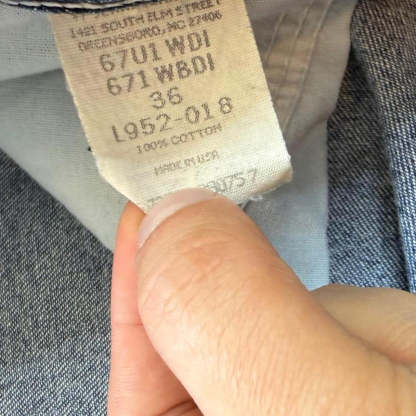 1421 SOUTH ELM STREET
GREENSBORO, NC 27406
67U1 WDI
671 WBDI
36
L952-018
100% COTTON
MADE IN USA